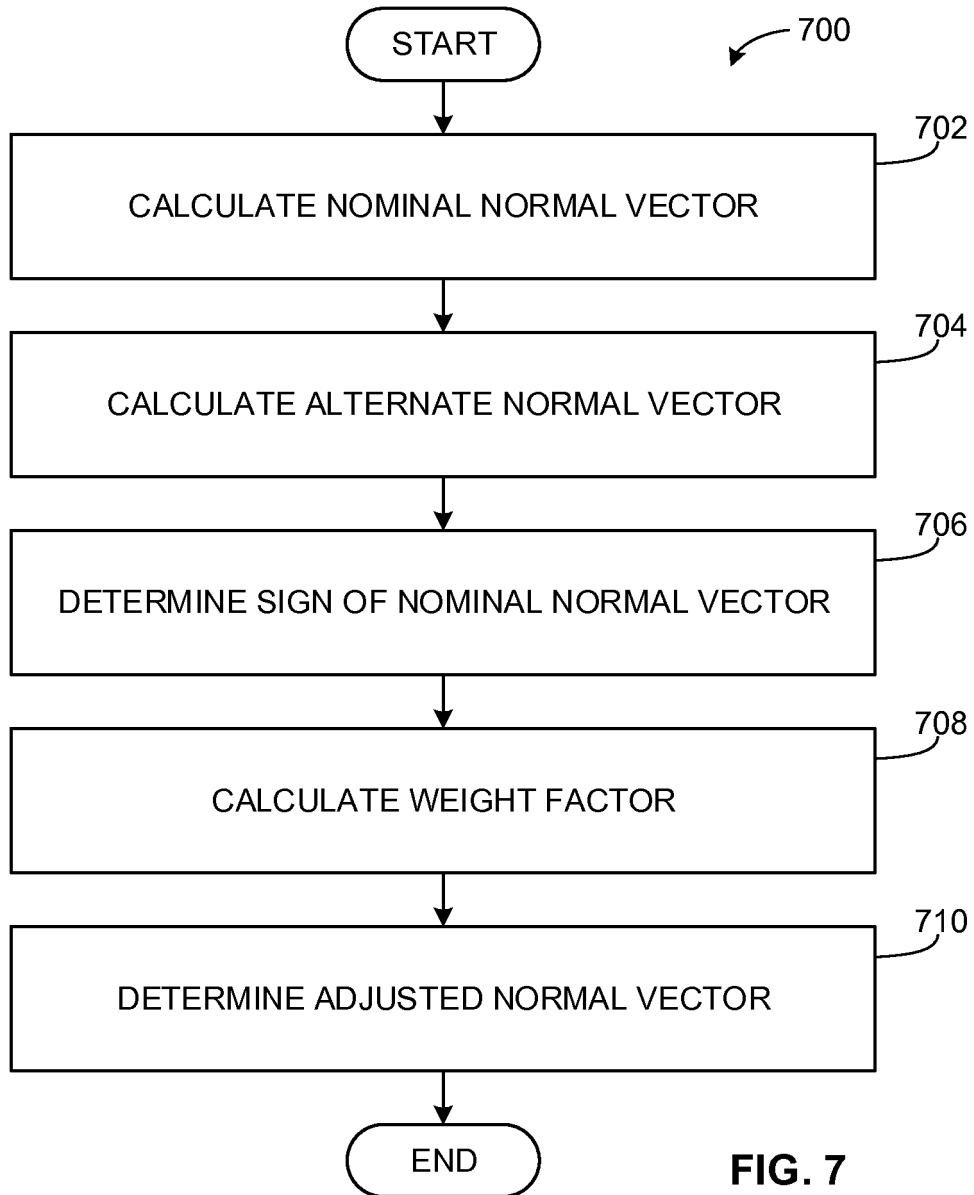 START
700
702
CALCULATE NOMINAL NORMAL VECTOR
704
CALCULATE ALTERNATE NORMAL VECTOR
706
DETERMINE SIGN OF NOMINAL NORMAL VECTOR
708
CALCULATE WEIGHT FACTOR
710
DETERMINE ADJUSTED NORMAL VECTOR
END
FIG. 7